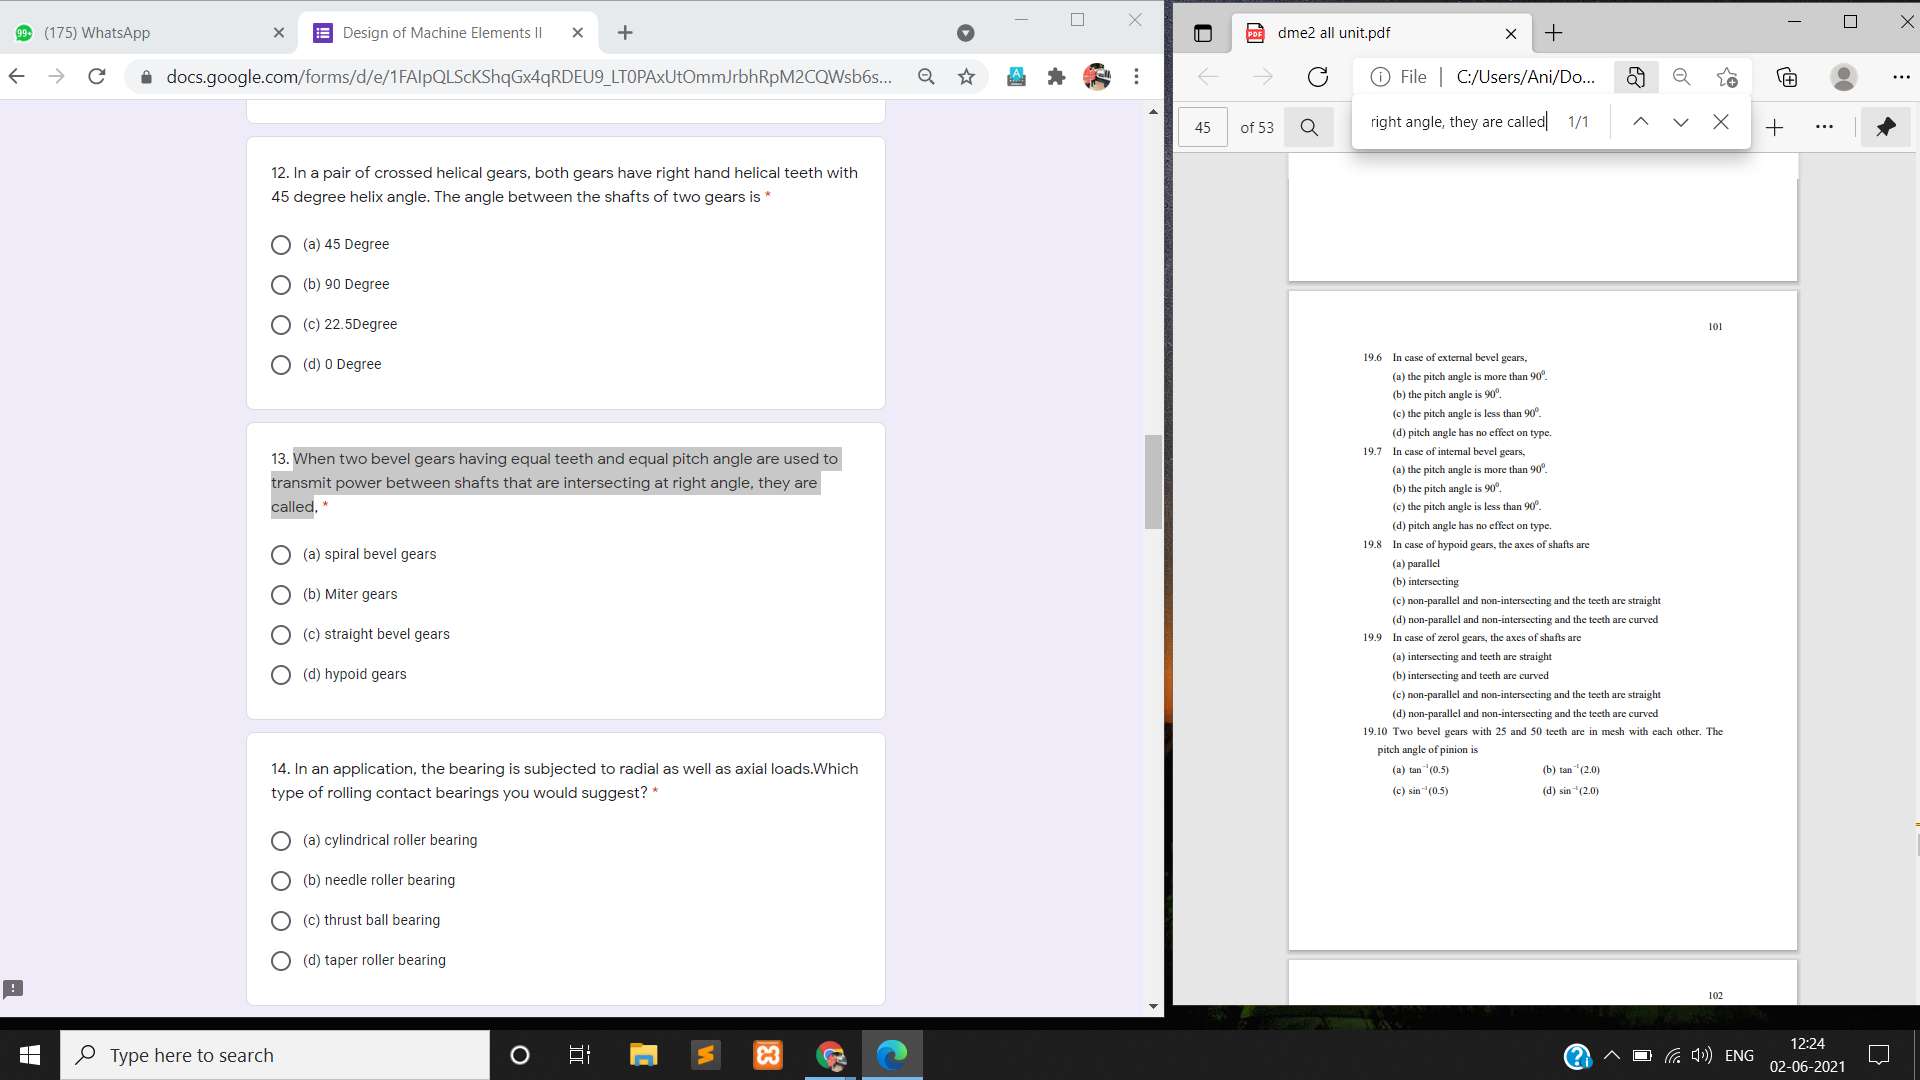 (175) WhatsApp
Design of Machine Elements II
docs.google.com/forms/d/e/1FAIpQLScKShqGx4qRDEU9_LT0PAxUtOmmJrbhRpM2CQWsb6s...
12. In a pair of crossed helical gears, both gears have right hand helical teeth with
45 degree helix angle. The angle between the shafts of two gears is *
(a) 45 Degree
(b) 90 Degree
(c) 22.5Degree
(d) 0 Degree
13. When two bevel gears having equal teeth and equal pitch angle are used to
transmit power between shafts that are intersecting at right angle, they are
called, *
(a) spiral bevel gears
(b) Miter gears
(c) straight bevel gears
(d) hypoid gears
14. In an application, the bearing is subjected to radial as well as axial loads.Which
type of rolling contact bearings you would suggest? *
(a) cylindrical roller bearing
(b) needle roller bearing
(c) thrust ball bearing
(d) taper roller bearing
dme2 all unit.pdf
File | C:/Users/Ani/Do...
right angle, they are called 1/1
45 of 53
101
19.6 In case of external bevel gears,
(a) the pitch angle is more than 90⁰.
(b) the pitch angle is 90⁰.
(c) the pitch angle is less than 90⁰.
(d) pitch angle has no effect on type.
19.7 In case of internal bevel gears,
(a) the pitch angle is more than 90⁰.
(b) the pitch angle is 90⁰.
(c) the pitch angle is less than 90⁰.
(d) pitch angle has no effect on type.
19.8 In case of hypoid gears, the axes of shafts are
(a) parallel
(b) intersecting
(c) non-parallel and non-intersecting and the teeth are straight
(d) non-parallel and non-intersecting and the teeth are curved
19.9 In case of zerol gears, the axes of shafts are
(a) intersecting and teeth are straight
(b) intersecting and teeth are curved
(c) non-parallel and non-intersecting and the teeth are straight
(d) non-parallel and non-intersecting and the teeth are curved
19.10 Two bevel gears with 25 and 50 teeth are in mesh with each other. The
pitch angle of pinion is
(a) tan⁻¹(0.5) (b) tan⁻¹(2.0)
(c) sin⁻¹(0.5) (d) sin⁻¹(2.0)
102
Type here to search
ENG
12:24
02-06-2021